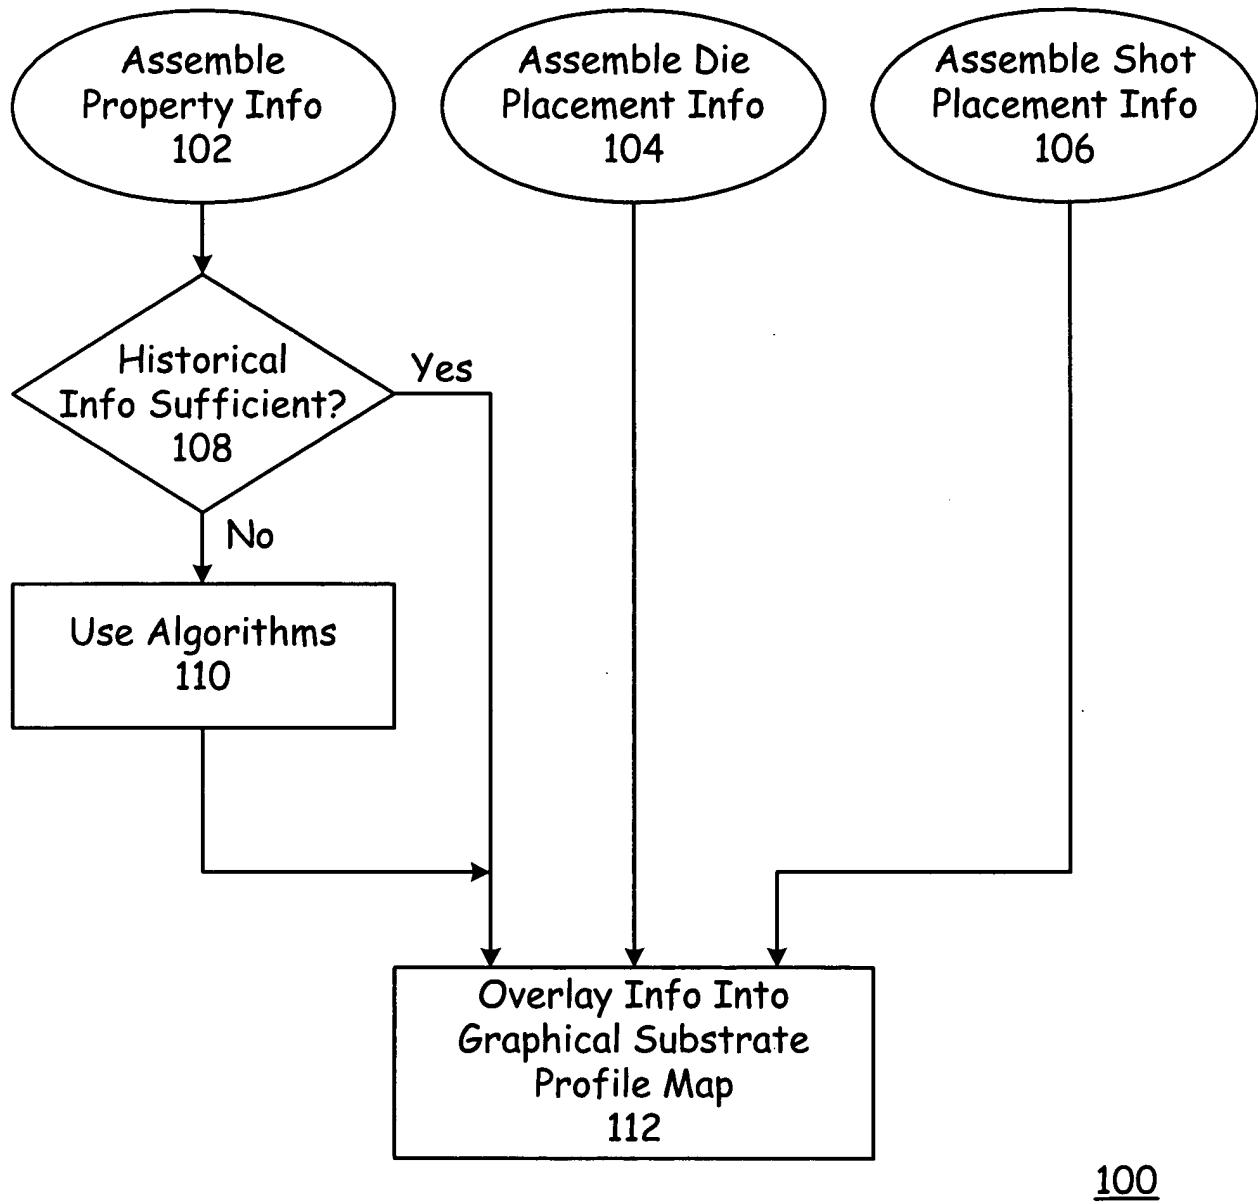 Assemble
Property Info
102
Assemble Die
Placement Info
104
Assemble Shot
Placement Info
106
Historical
Info Sufficient?
108
Yes
No
Use Algorithms
110
Overlay Info Into
Graphical Substrate
Profile Map
112
100